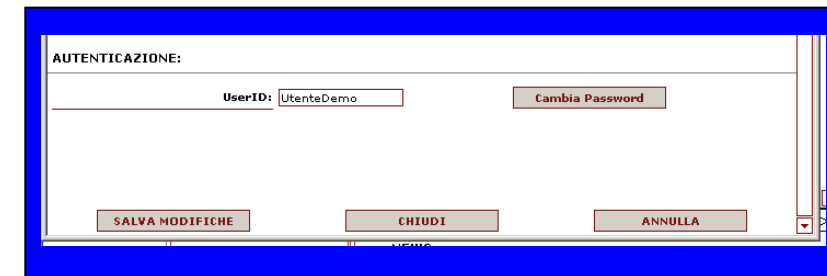 AUTENTICAZIONE:
UserID: UtenteDemo Cambia Password
SALVA MODIFICHE CHIUDI ANNULLA